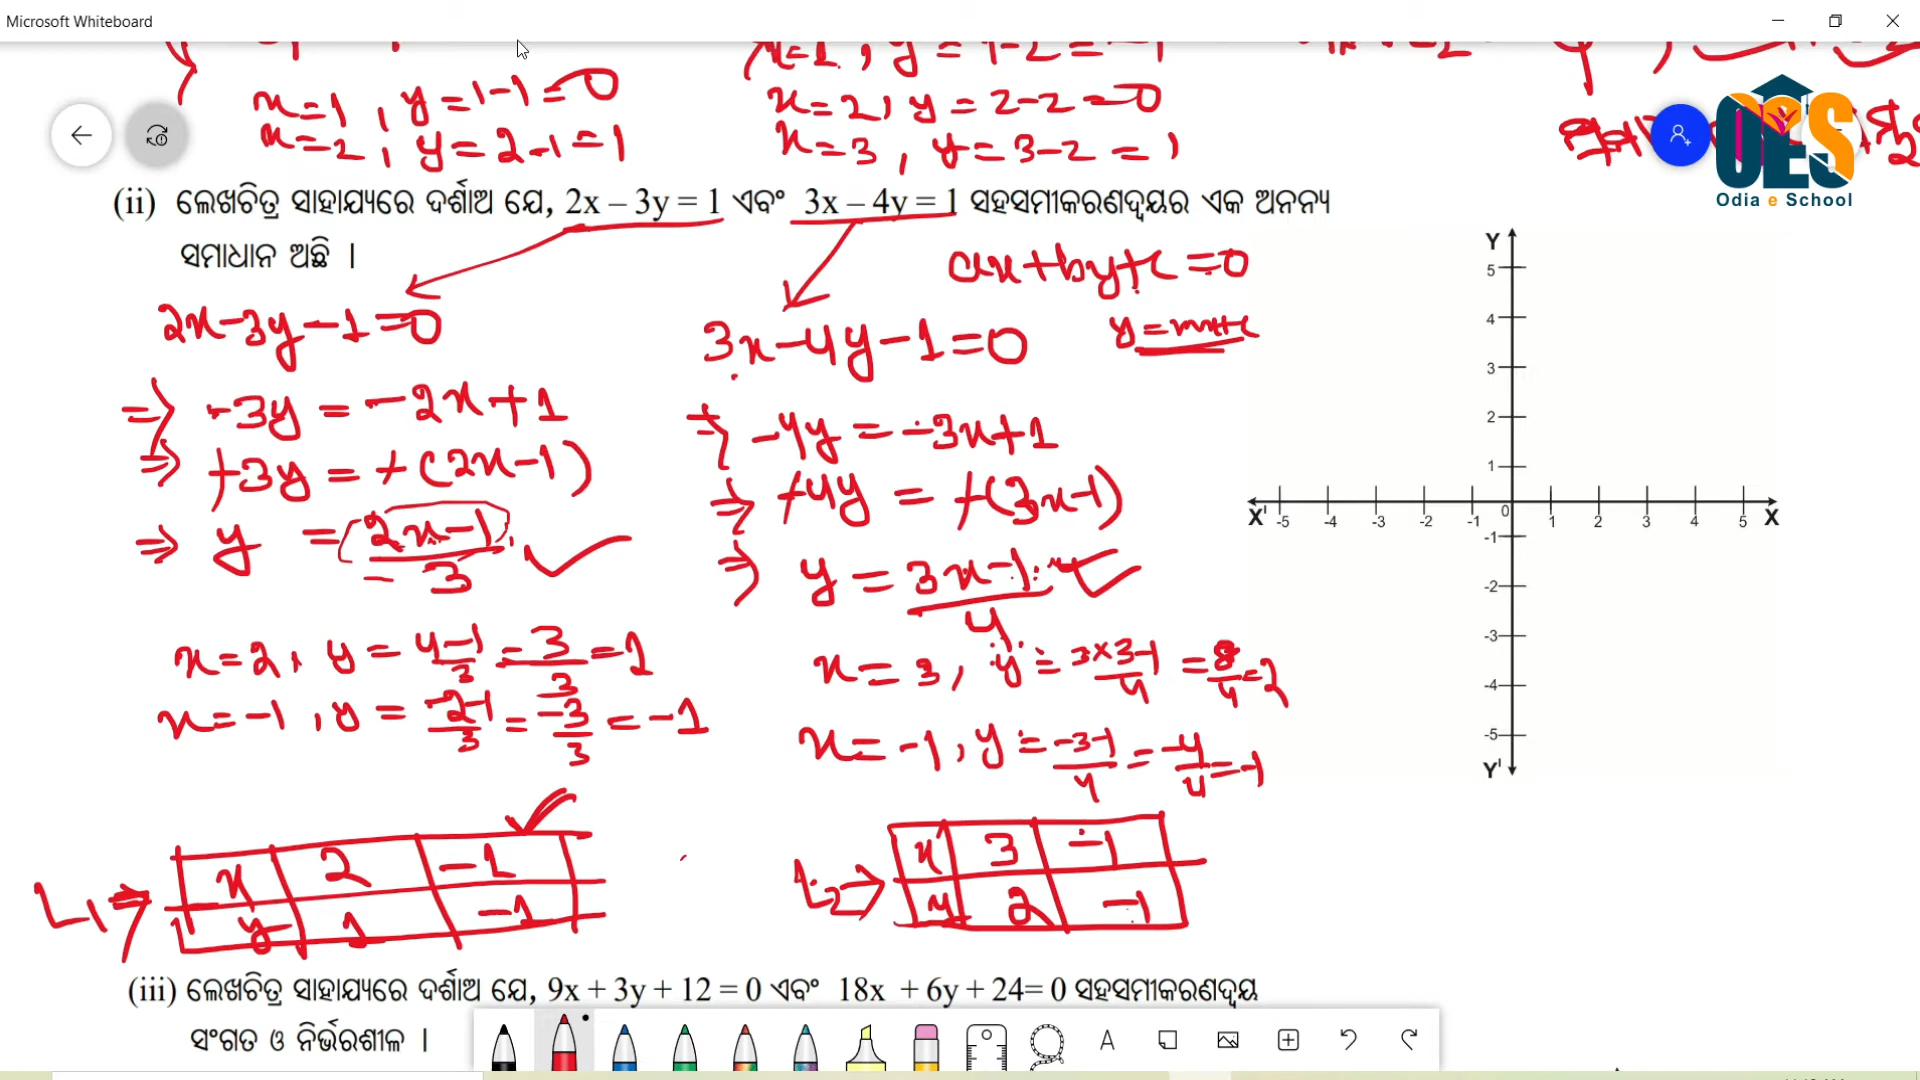 Microsoft Whiteboard
x=1, y=1-1=0
x=2, y=2-1=1
x=2, y=2-2=0
x=3, y=3-2=1
OES
Odia e School
(ii) ଲେଖଚିତ୍ର ସାହାଯ୍ୟରେ ଦର୍ଶାଅ ଯେ, 2x – 3y = 1 ଏବଂ 3x – 4y = 1 ସହସମୀକରଣଦ୍ୱୟର ଏକ ଅନନ୍ୟ
ସମାଧାନ ଅଛି ।
ax+by+c=0
y=mx+c
2x-3y-1=0
⇒ -3y = -2x+1
⇒ +3y = +(2x-1)
⇒ y = 2x-1/3
x=2, y = 4-1/3 = 3/3 = 1
x=-1, y = -2-1/3 = -3/3 = -1
3x-4y-1=0
⇒ -4y = -3x+1
⇒ +4y = +(3x-1)
⇒ y = 3x-1/4
x = 3, y = 3×3-1/4 = 8/4 = 2
x = -1, y = -3-1/4 = -4/4 = -1
L1 ⇒ x 2 -1
y 1 -1
L2 → x 3 -1
y 2 -1
Y
5
4
3
2
1
X' -5 -4 -3 -2 -1 0 1 2 3 4 5 X
-1
-2
-3
-4
-5
Y'
(iii) ଲେଖଚିତ୍ର ସାହାଯ୍ୟରେ ଦର୍ଶାଅ ଯେ, 9x + 3y + 12 = 0 ଏବଂ 18x + 6y + 24= 0 ସହସମୀକରଣଦ୍ୱୟ
ସଂଗତ ଓ ନିର୍ଭରଶୀଳ ।